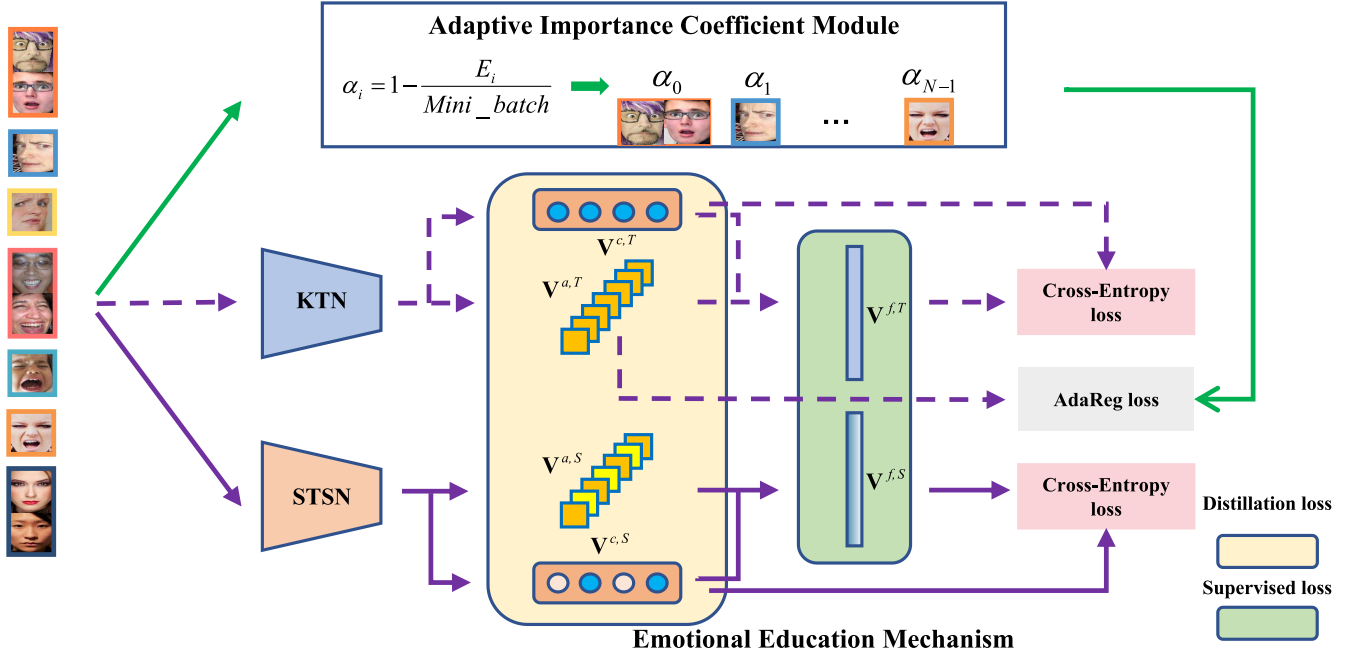 Adaptive Importance Coefficient Module
α_i = 1 - E_i / Mini_batch
α_0 α_1 ... α_{N-1}
V^{c,T}
V^{a,T}
KTN
V^{f,T}
Cross-Entropy
loss
AdaReg loss
V^{a,S}
STSN
V^{f,S}
Cross-Entropy
loss
V^{c,S}
Distillation loss
Supervised loss
Emotional Education Mechanism